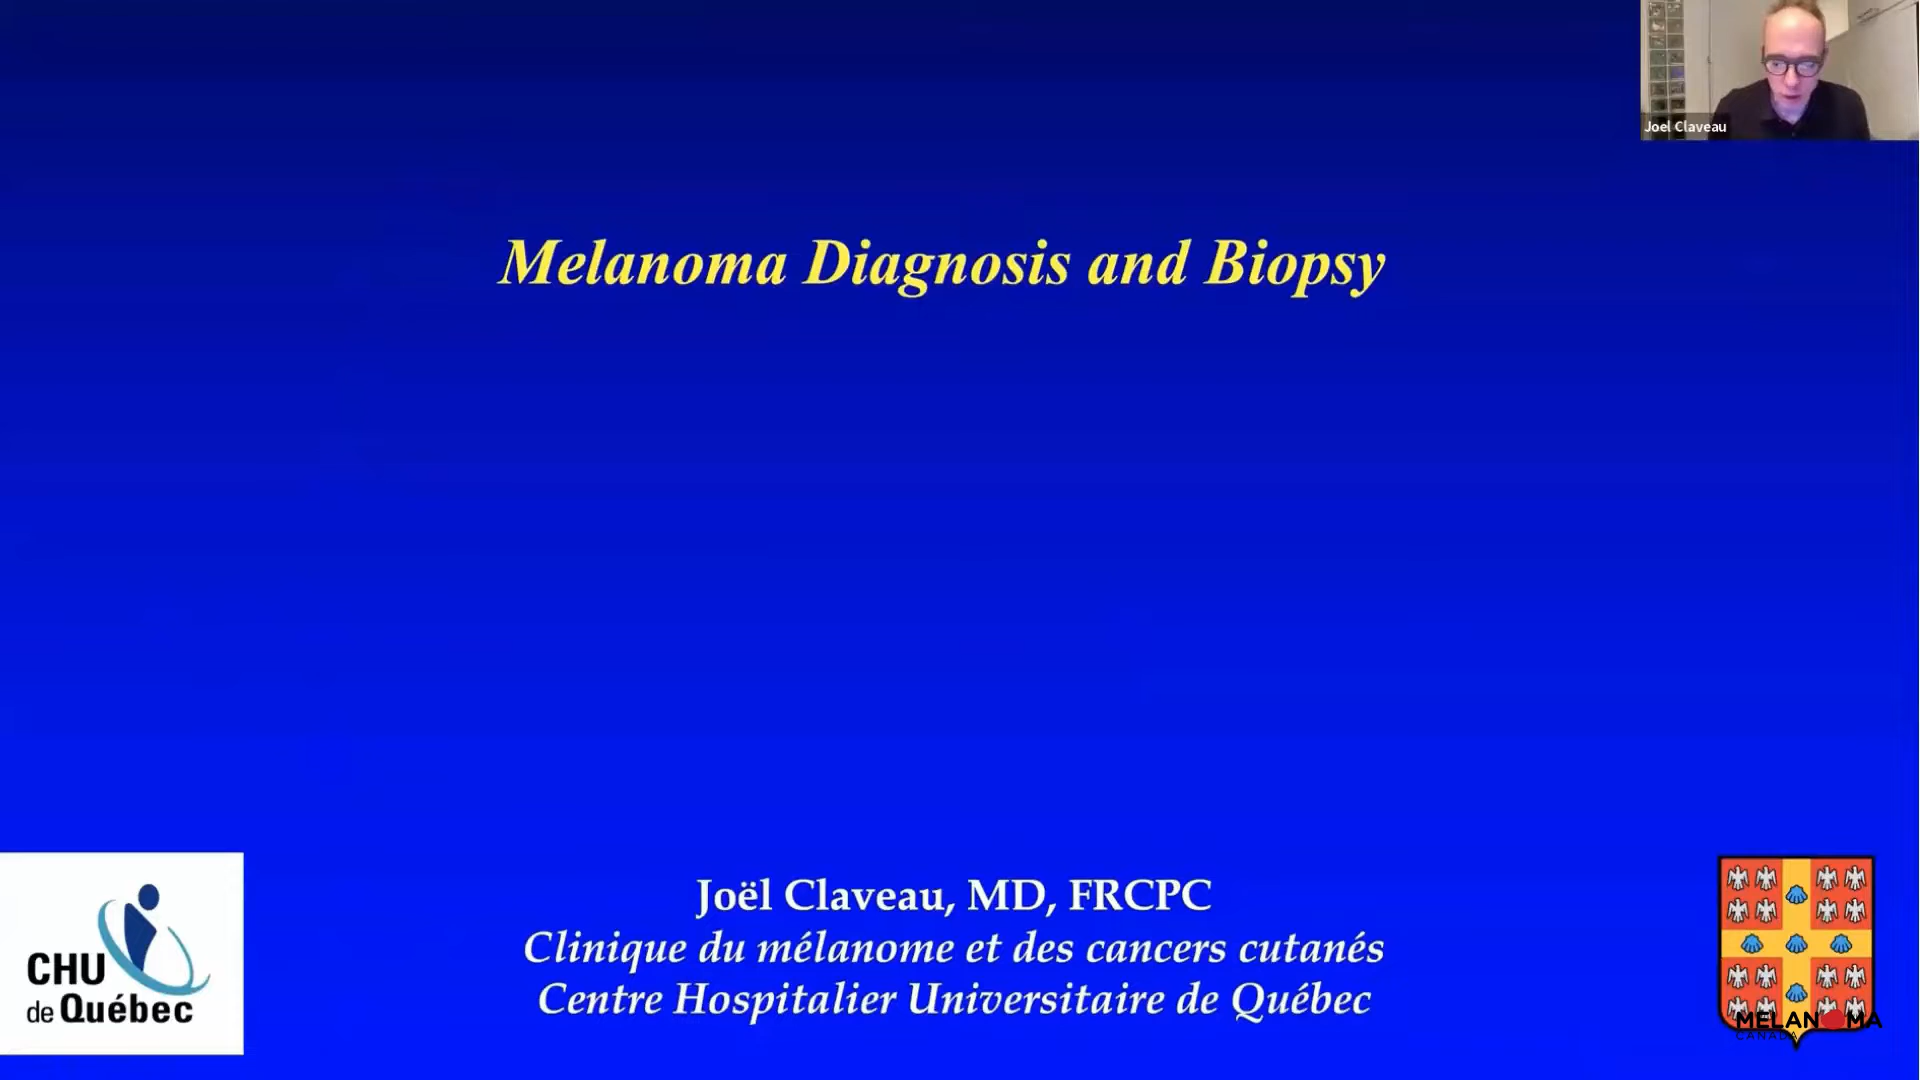 Joel Claveau
Melanoma Diagnosis and Biopsy
CHU
de Québec
Joël Claveau, MD, FRCPC
Clinique du mélanome et des cancers cutanés
Centre Hospitalier Universitaire de Québec
MELANOMA
CANADA